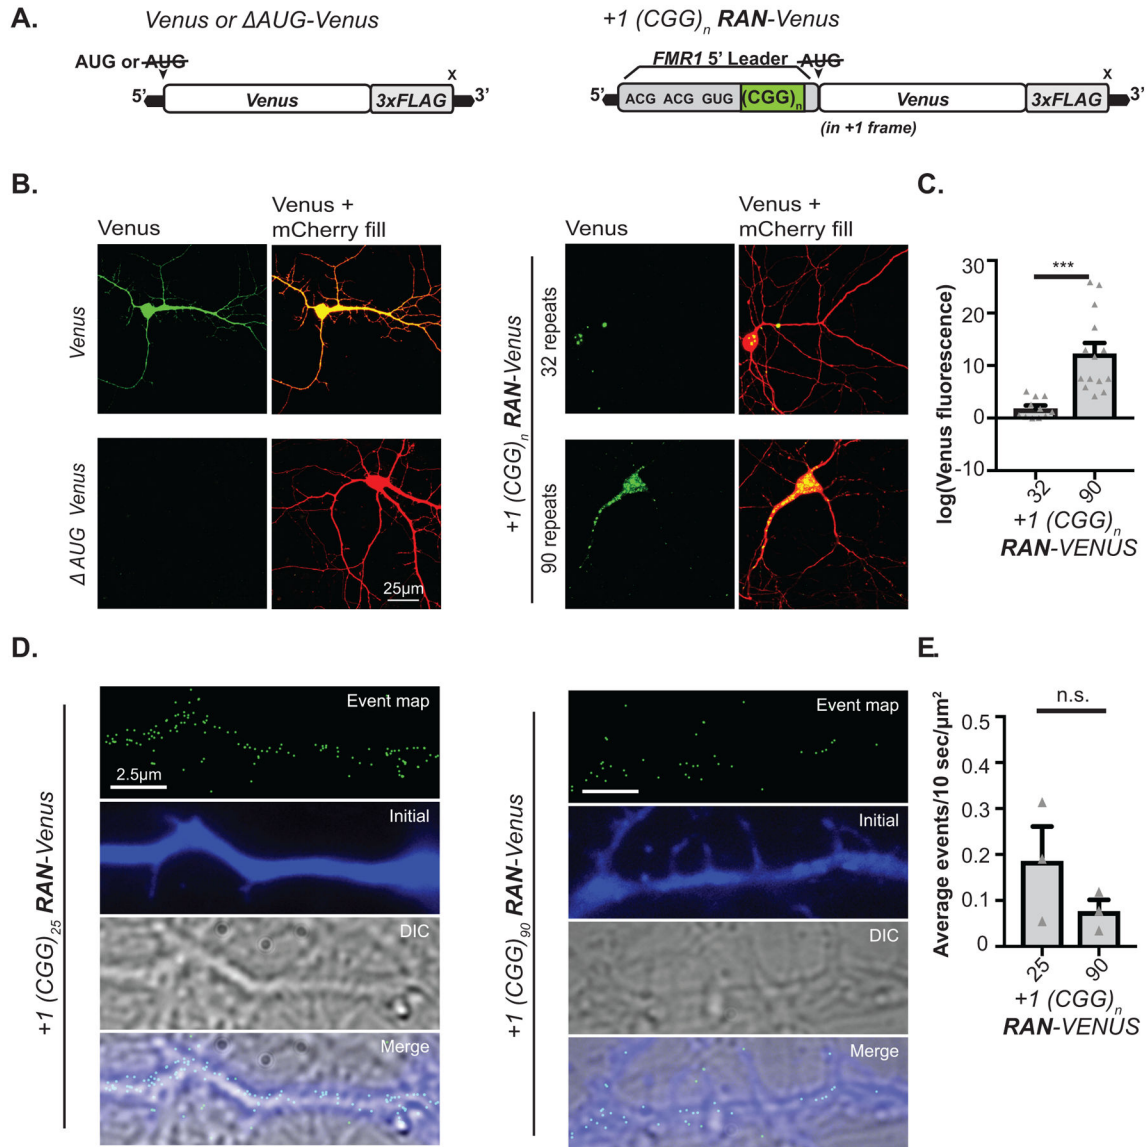 A.
Venus or ΔAUG-Venus
+1 (CGG)n RAN-Venus
AUG or AUG
x
5'
Venus
3xFLAG
3'
FMR1 5' Leader
AUG
x
5'
ACG ACG GUG
(CGG)n
Venus
3xFLAG
3'
(in +1 frame)
B.
Venus
Venus +
mCherry fill
Venus
Δ AUG Venus
25µm
Venus
Venus +
mCherry fill
+1 (CGG)n RAN-Venus
32 repeats
90 repeats
C.
log(Venus fluorescence)
30
20
10
0
-10
***
32
90
+1 (CGG)n
RAN-VENUS
D.
+1 (CGG)25 RAN-Venus
Event map
2.5µm
Initial
DIC
Merge
+1 (CGG)90 RAN-Venus
Event map
Initial
DIC
Merge
E.
Average events/10 sec/µm²
0.5
0.4
0.3
0.2
0.1
0
n.s.
25
90
+1 (CGG)n
RAN-VENUS